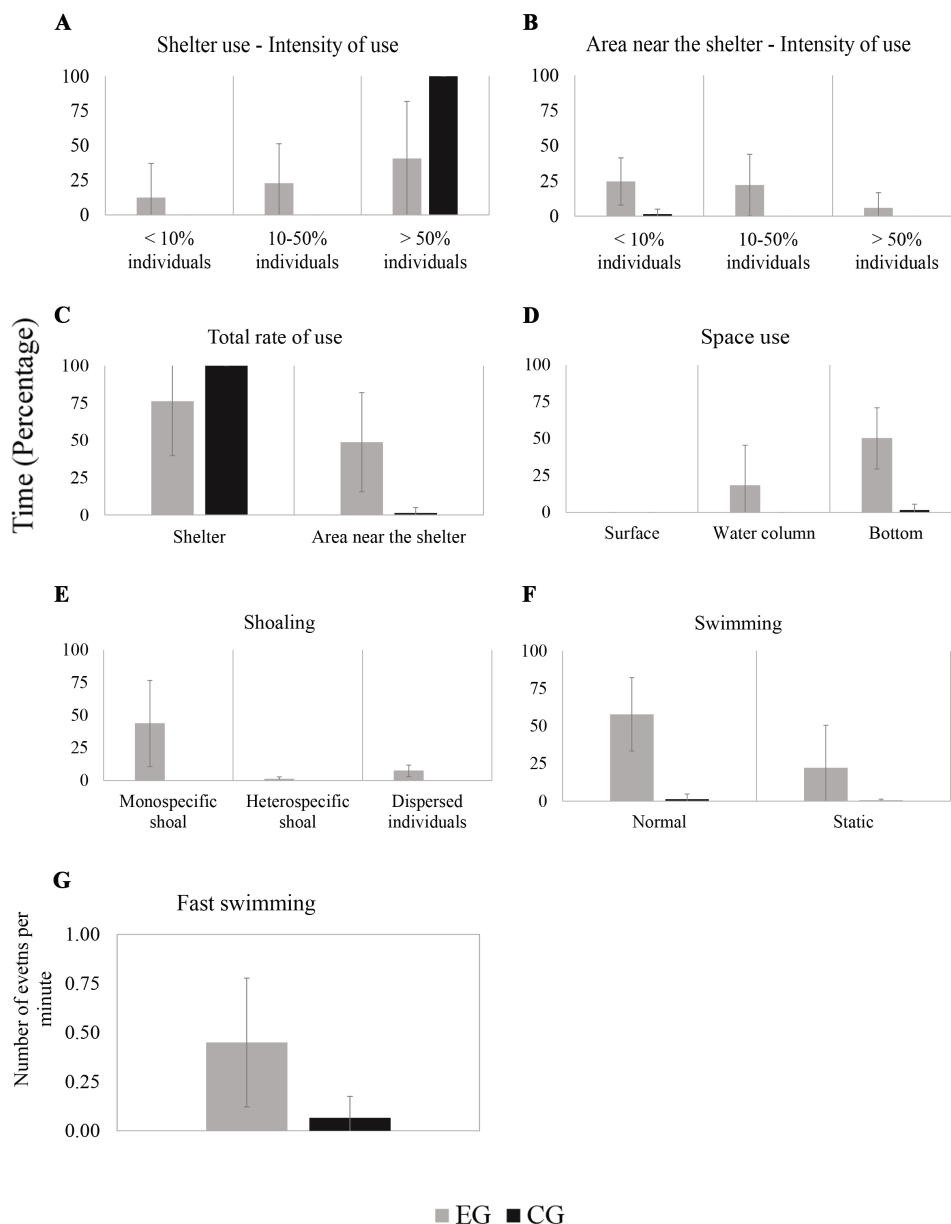 A
Shelter use - Intensity of use
100
75
50
25
0
< 10%
individuals
10-50%
individuals
> 50%
individuals
B
Area near the shelter - Intensity of use
100
75
50
25
0
< 10%
individuals
10-50%
individuals
> 50%
individuals
Time (Percentage)
C
Total rate of use
100
75
50
25
0
Shelter
Area near the shelter
D
Space use
100
75
50
25
0
Surface
Water column
Bottom
E
Shoaling
100
75
50
25
0
Monospecific
shoal
Heterospecific
shoal
Dispersed
individuals
F
Swimming
100
75
50
25
0
Normal
Static
G
Fast swimming
Number of evetns per
minute
1.00
0.75
0.50
0.25
0.00
EG
CG